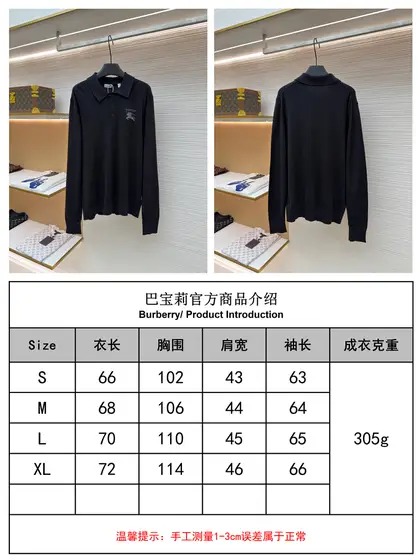 巴宝莉官方商品介绍
Burberry/ Product Introduction
Size 衣长 胸围 肩宽 袖长 成衣克重
S 66 102 43 63
M 68 106 44 64
L 70 110 45 65
XL 72 114 46 66
305g
温馨提示：手工测量1-3cm误差属于正常